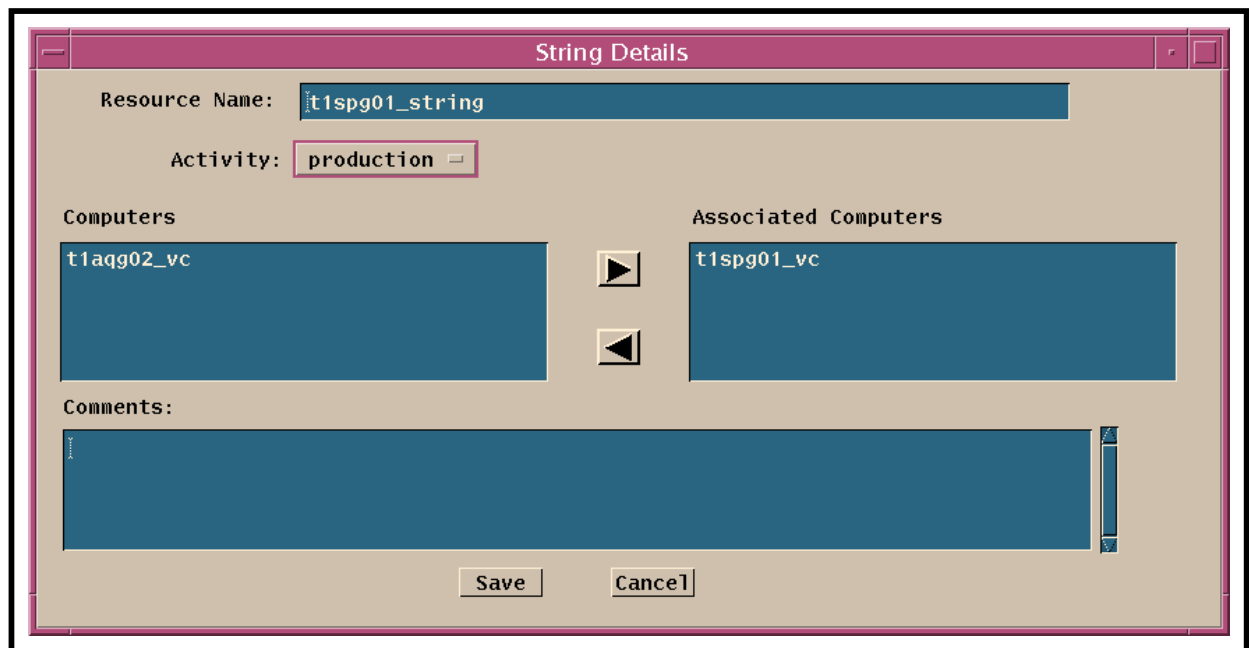 String Details
Resource Name: t1spg01_string
Activity: production
Computers
Associated Computers
t1aqg02_vc
t1spg01_vc
Comments:
Save Cancel